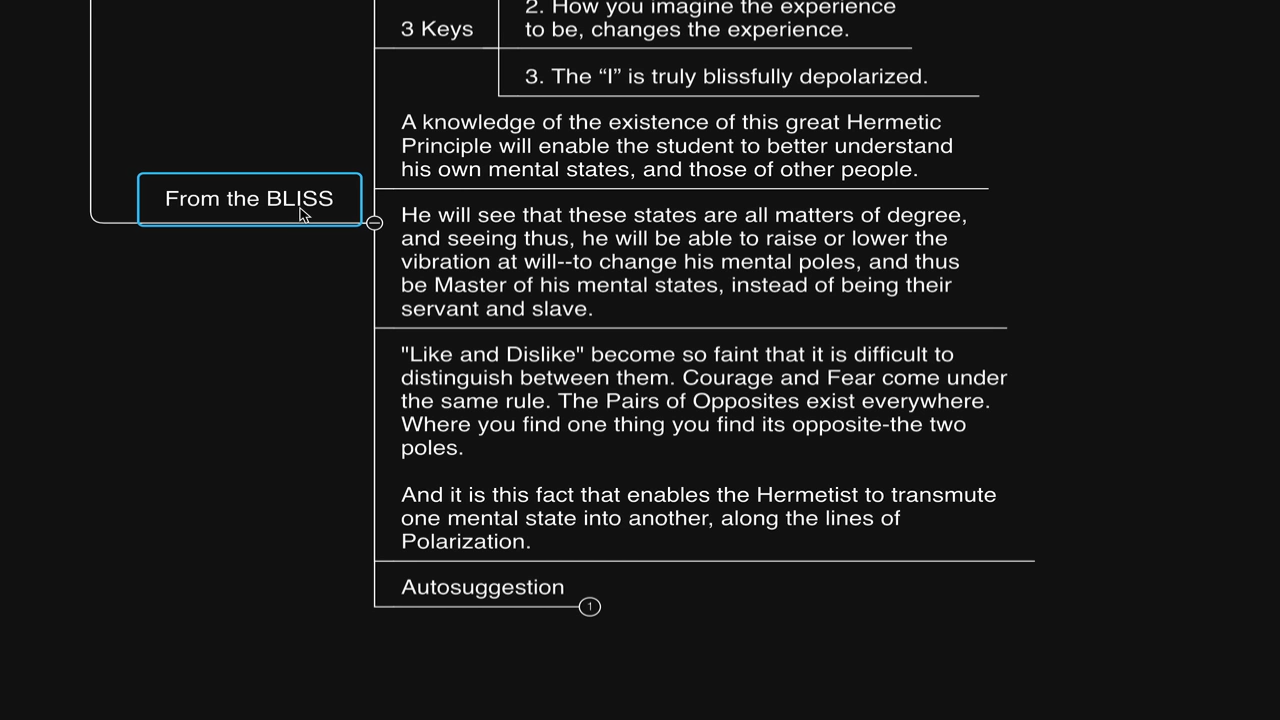 2. How you imagine the experience
to be, changes the experience.
3 Keys
3. The “I” is truly blissfully depolarized.
A knowledge of the existence of this great Hermetic
Principle will enable the student to better understand
his own mental states, and those of other people.
From the BLISS
He will see that these states are all matters of degree,
and seeing thus, he will be able to raise or lower the
vibration at will--to change his mental poles, and thus
be Master of his mental states, instead of being their
servant and slave.
"Like and Dislike" become so faint that it is difficult to
distinguish between them. Courage and Fear come under
the same rule. The Pairs of Opposites exist everywhere.
Where you find one thing you find its opposite-the two
poles.
And it is this fact that enables the Hermetist to transmute
one mental state into another, along the lines of
Polarization.
Autosuggestion
1